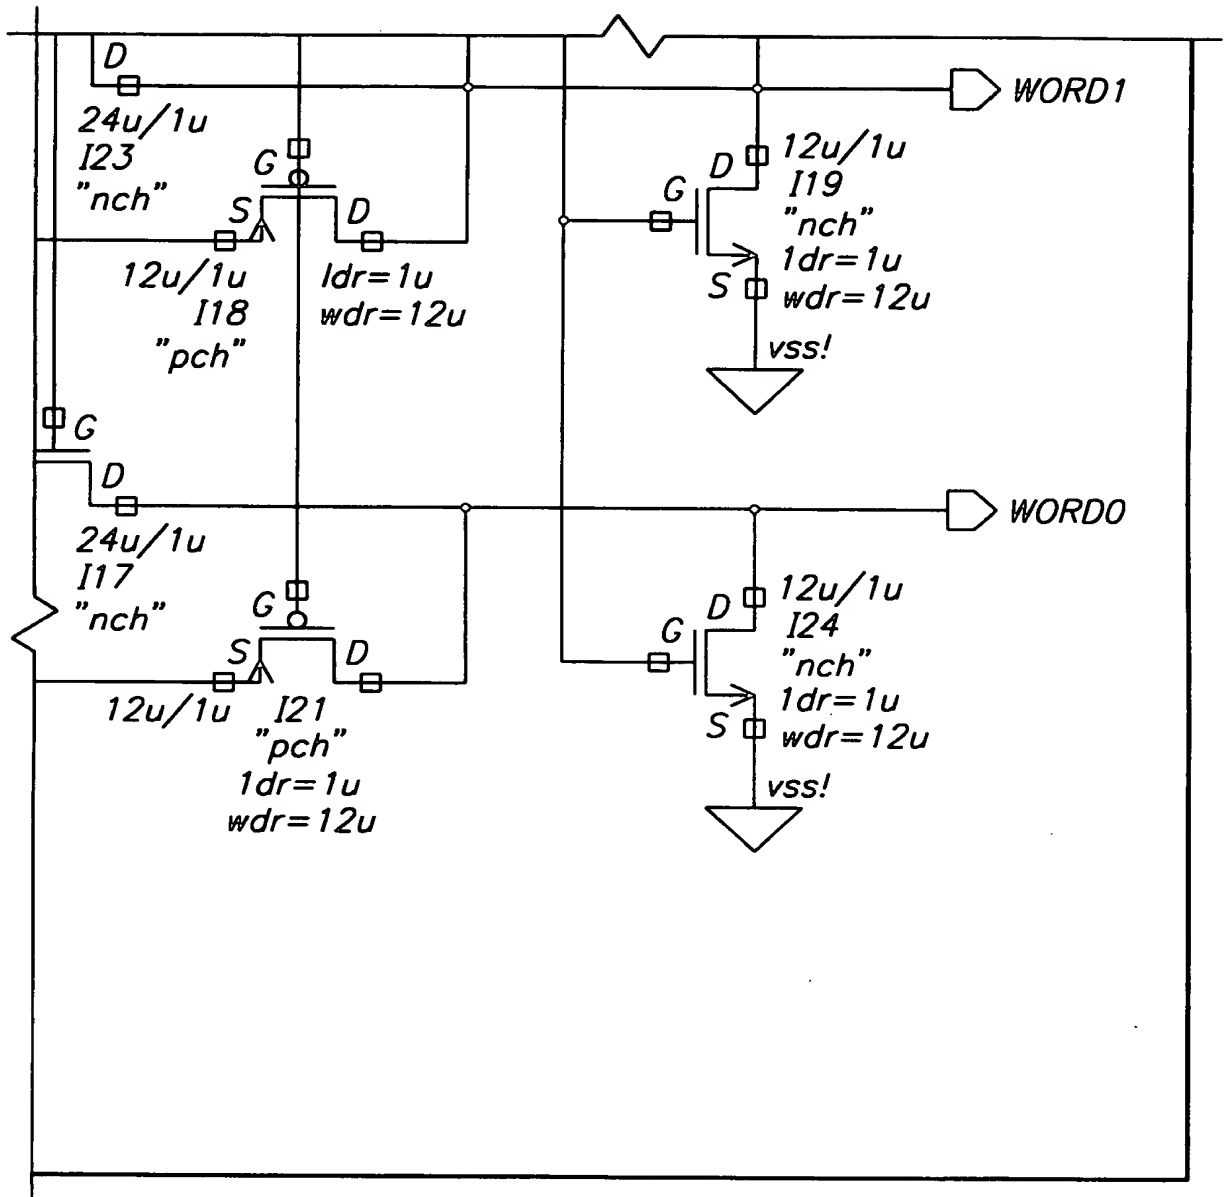 D
WORD1
24u/1u
I23
"nch"
G
S
D
12u/1u
I18
"pch"
ldr=1u
wdr=12u
12u/1u
D
I19
G
"nch"
1dr=1u
S
wdr=12u
vss!
G
D
WORD0
24u/1u
I17
"nch"
G
S
D
12u/1u
I21
"pch"
1dr=1u
wdr=12u
12u/1u
D
I24
G
"nch"
1dr=1u
S
wdr=12u
vss!